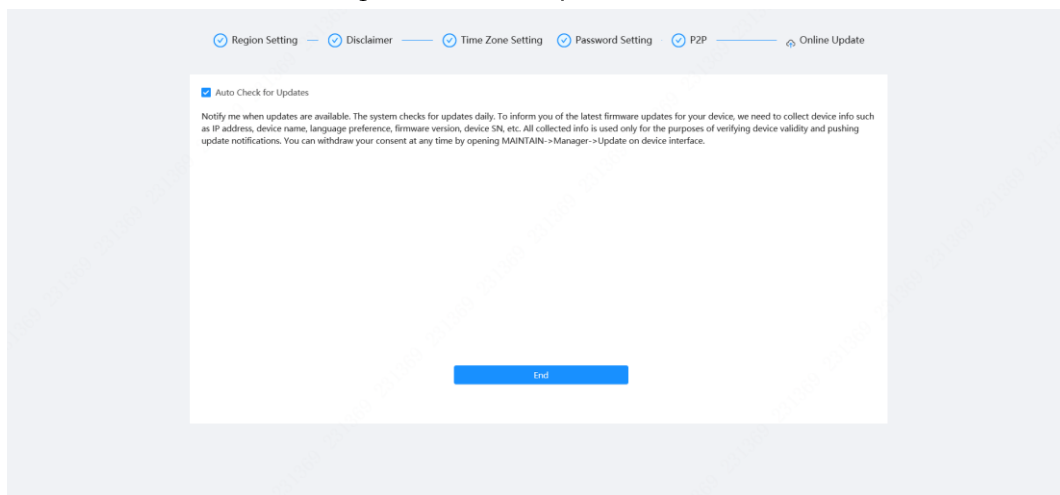 Region Setting Disclaimer Time Zone Setting Password Setting P2P Online Update
Auto Check for Updates
Notify me when updates are available. The system checks for updates daily. To inform you of the latest firmware updates for your device, we need to collect device info such
as IP address, device name, language preference, firmware version, device SN, etc. All collected info is used only for the purposes of verifying device validity and pushing
update notifications. You can withdraw your consent at any time by opening MAINTAIN->Manager->Update on device interface.
End